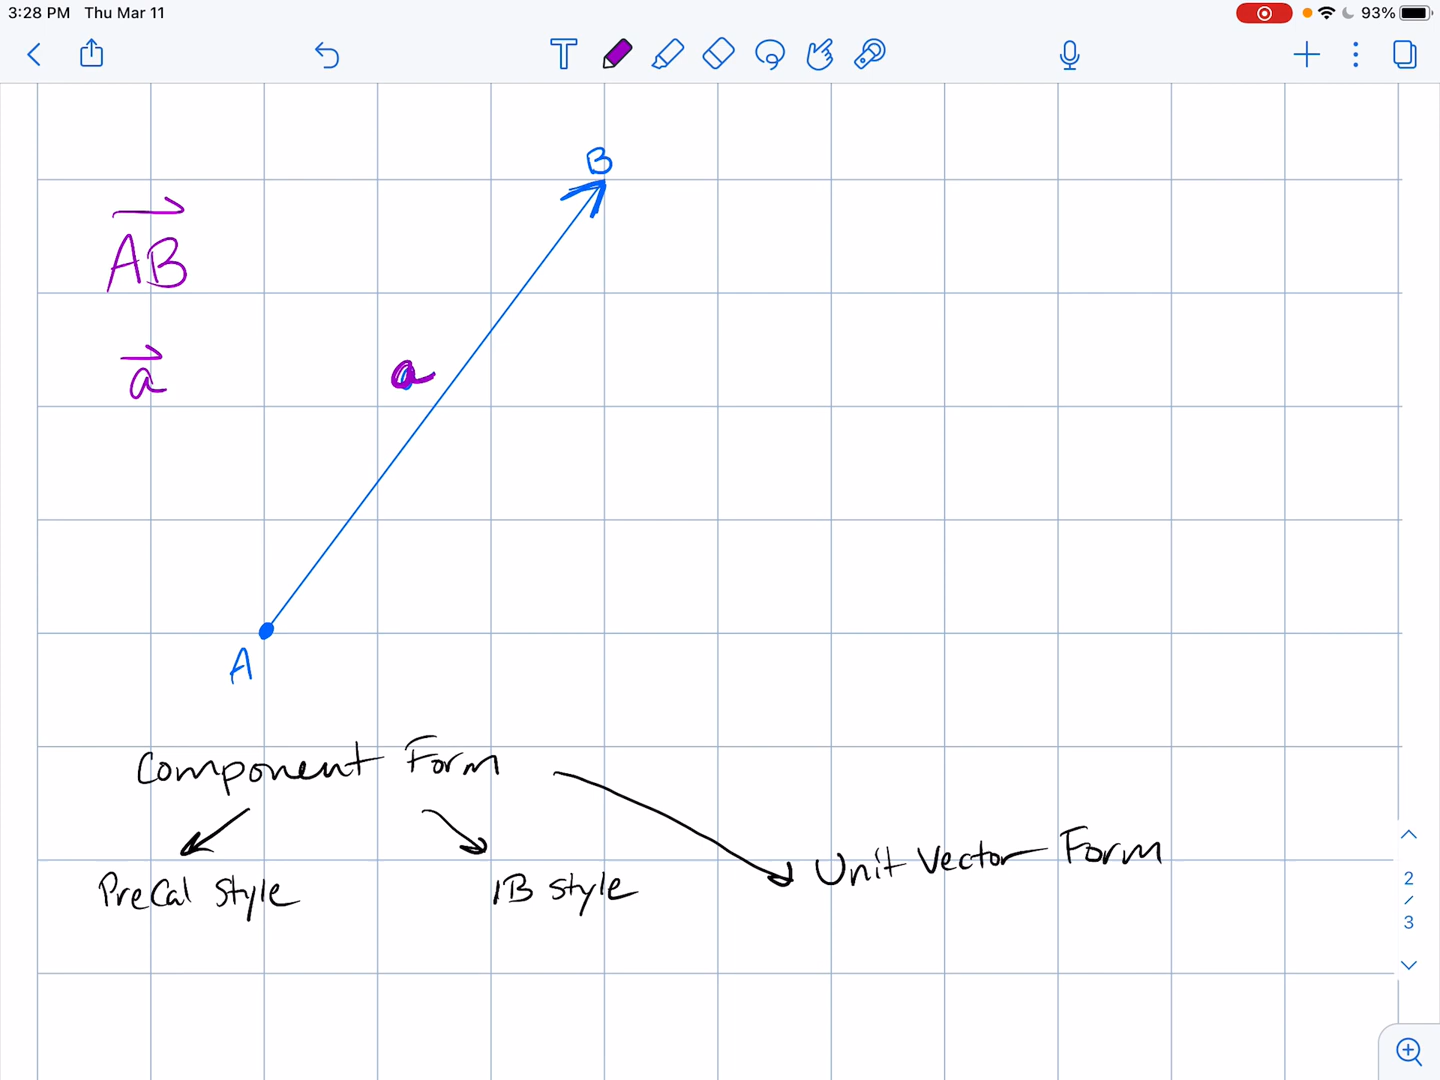 3:28 PM Thu Mar 11
93%
T
B
AB
a
a
A
Component Form
PreCal Style
IB Style
Unit Vector Form
2
/
3